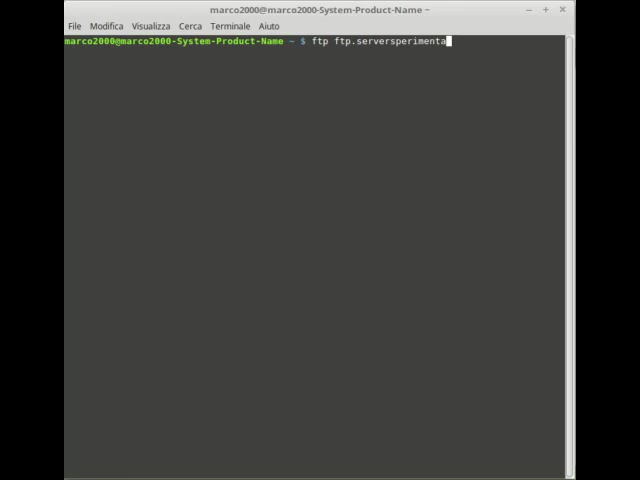 marco2000@marco2000-System-Product-Name ~
File Modifica Visualizza Cerca Terminale Aiuto
marco2000@marco2000-System-Product-Name ~ $ ftp ftp.serversperimenta